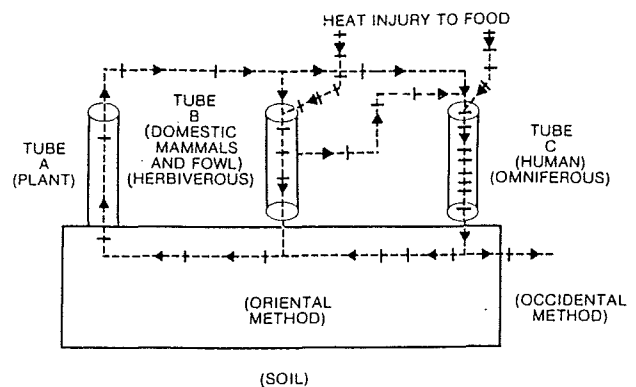 HEAT INJURY TO FOOD
TUBE
A
(PLANT)
TUBE
B
(DOMESTIC
MAMMALS
AND FOWL)
(HERBIVEROUS)
TUBE
C
(HUMAN)
(OMNIFEROUS)
(ORIENTAL
METHOD)
(OCCIDENTAL
METHOD)
(SOIL)